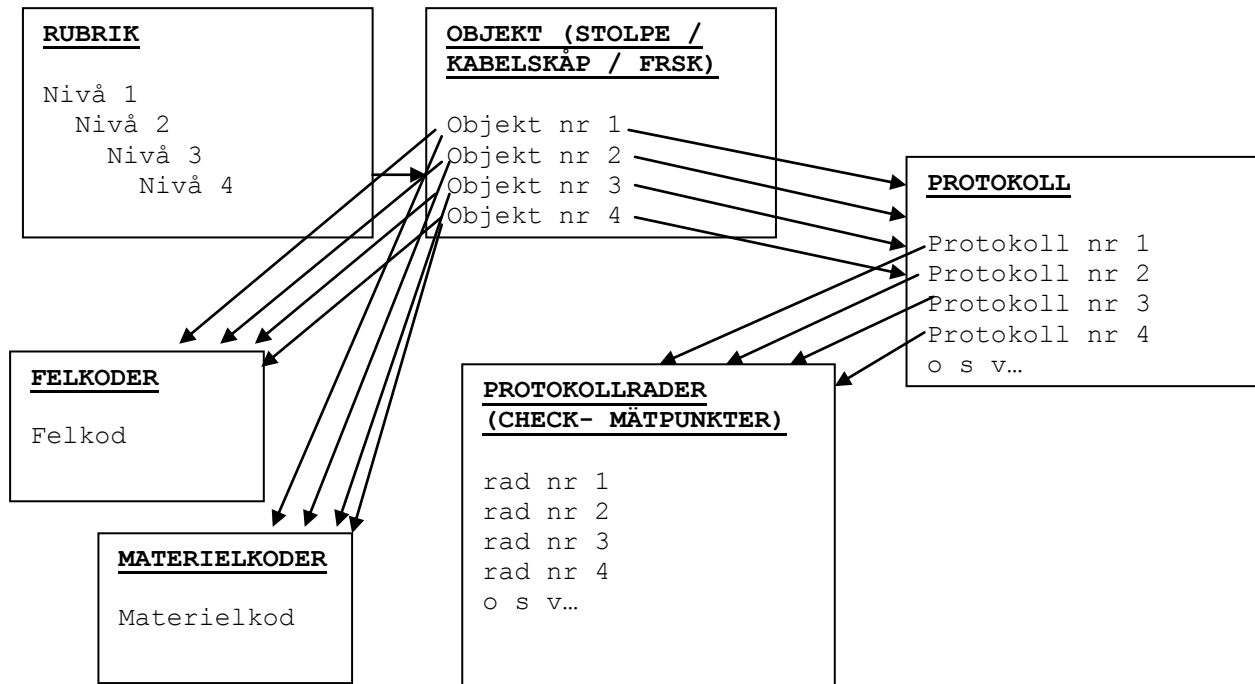 RUBRIK
Nivå 1
Nivå 2
Nivå 3
Nivå 4
OBJEKT (STOLPE /
KABELSKÅP / FRSK)
Objekt nr 1
Objekt nr 2
Objekt nr 3
Objekt nr 4
PROTOKOLL
Protokoll nr 1
Protokoll nr 2
Protokoll nr 3
Protokoll nr 4
o s v…
FELKODER
Felkod
PROTOKOLLRADER
(CHECK- MÄTPUNKTER)
rad nr 1
rad nr 2
rad nr 3
rad nr 4
o s v…
MATERIELKODER
Materielkod